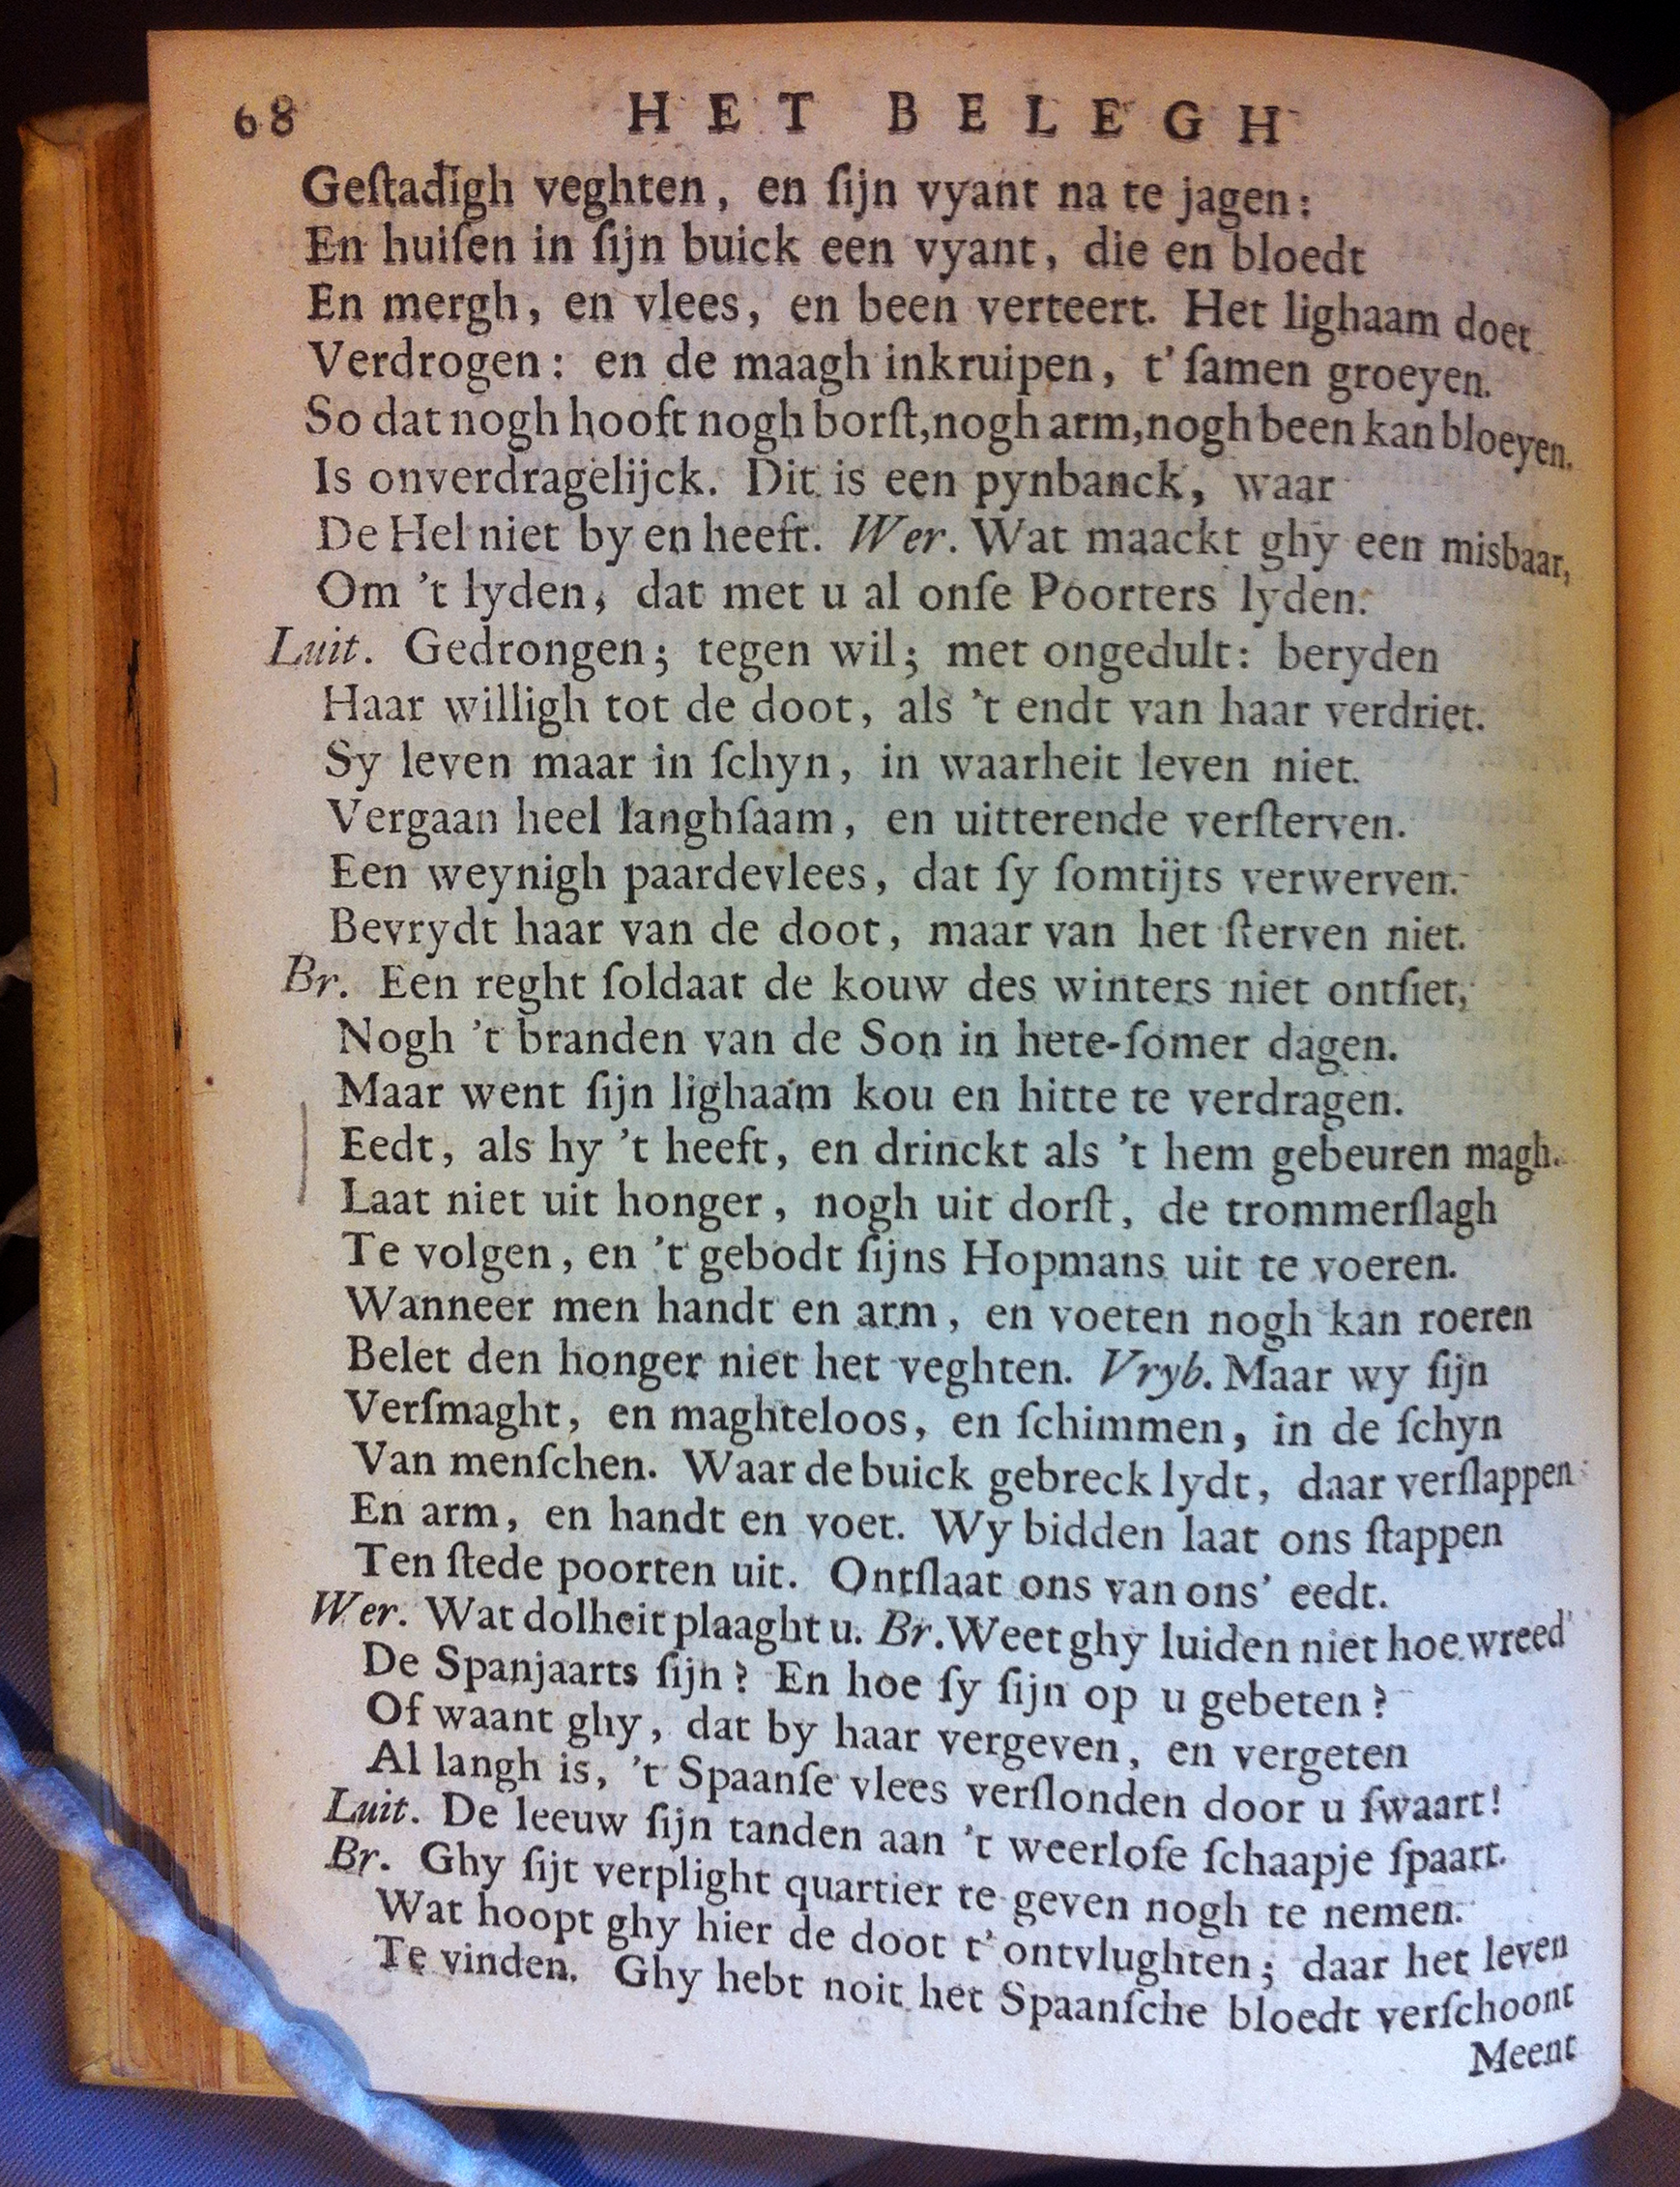 68 HET BELEGH
Geſtadigh veghten, en ſijn vyant na te jagen:
En huiſen in ſijn buick een vyant, die en bloedt
En mergh, en vlees, en been verteert. Het lighaam doet
Verdrogen: en de maagh inkruipen, t'ſamen groeyen.
So dat nogh hooft nogh borſt, nogh arm, nogh been kan bloeyen.
Is onverdragelijck. Dit is een pynbanck, waar
De Hel niet by en heeft. Wer. Wat maackt ghy een misbaar,
Om 't lyden, dat met u al onſe Poorters lyden.
Luit. Gedrongen; tegen wil; met ongedult: beryden
Haar willigh tot de doot, als 't endt van haar verdriet.
Sy leven maar in ſchyn, in waarheit leven niet.
Vergaan heel langhſaam, en uitterende verſterven.
Een weynigh paardevlees, dat ſy ſomtijts verwerven.
Bevrydt haar van de doot, maar van het ſterven niet.
Br. Een reght ſoldaat de kouw des winters niet ontſiet,
Nogh 't branden van de Son in hete-ſomer dagen.
Maar went ſijn lighaam kou en hitte te verdragen.
Eedt, als hy 't heeft, en drinckt als 't hem gebeuren magh.
Laat niet uit honger, nogh uit dorſt, de trommerſlagh
Te volgen, en 't gebodt ſijns Hopmans uit te voeren.
Wanneer men handt en arm, en voeten nogh kan roeren
Belet den honger niet het veghten. Vryb. Maar wy ſijn
Verſmaght, en maghteloos, en ſchimmen, in de ſchyn
Van menſchen. Waar de buick gebreck lydt, daar verſlappen
En arm, en handt en voet. Wy bidden laat ons ſtappen
Ten ſtede poorten uit. Ontſlaat ons van ons' eedt.
Wer. Wat dolheit plaaght u. Br. Weet ghy luiden niet hoe wreed'
De Spanjaarts ſijn? En hoe ſy ſijn op u gebeten?
Of waant ghy, dat by haar vergeven, en vergeten
Al langh is, 't Spaanſe vlees verſlonden door u ſwaart!
Luit. De leeuw ſijn tanden aan 't weerloſe ſchaapje ſpaart.
Br. Ghy ſijt verplight quartier te geven nogh te nemen.
Wat hoopt ghy hier de doot t'ontvlughten; daar het leven
Te vinden. Ghy hebt noit het Spaanſche bloedt verſchoont
Meent